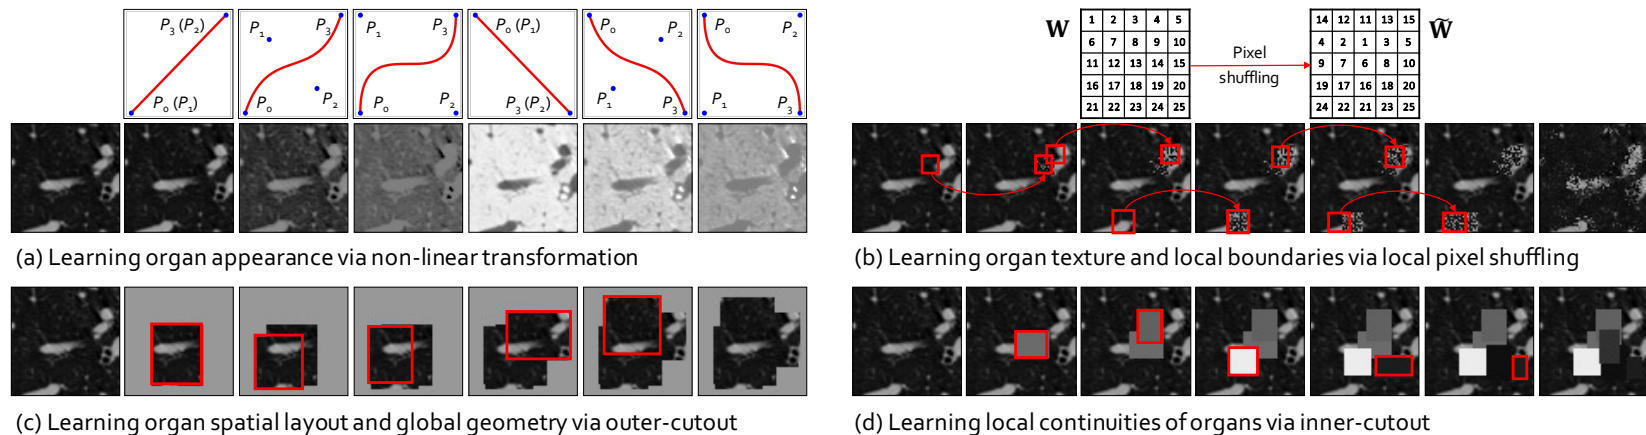 P3 (P2)
P0 (P1)
P1
P3
P0
P2
P1
P3
P0
P2
P0 (P1)
P3 (P2)
P0
P2
P1
P3
P0
P2
P1
P3
(a) Learning organ appearance via non-linear transformation
W
1 2 3 4 5
6 7 8 9 10
11 12 13 14 15
16 17 18 19 20
21 22 23 24 25
Pixel
shuffling
14 12 11 13 15
4 2 1 3 5
9 7 6 8 10
19 17 16 18 20
24 22 21 23 25
W̃
(b) Learning organ texture and local boundaries via local pixel shuffling
(c) Learning organ spatial layout and global geometry via outer-cutout
(d) Learning local continuities of organs via inner-cutout